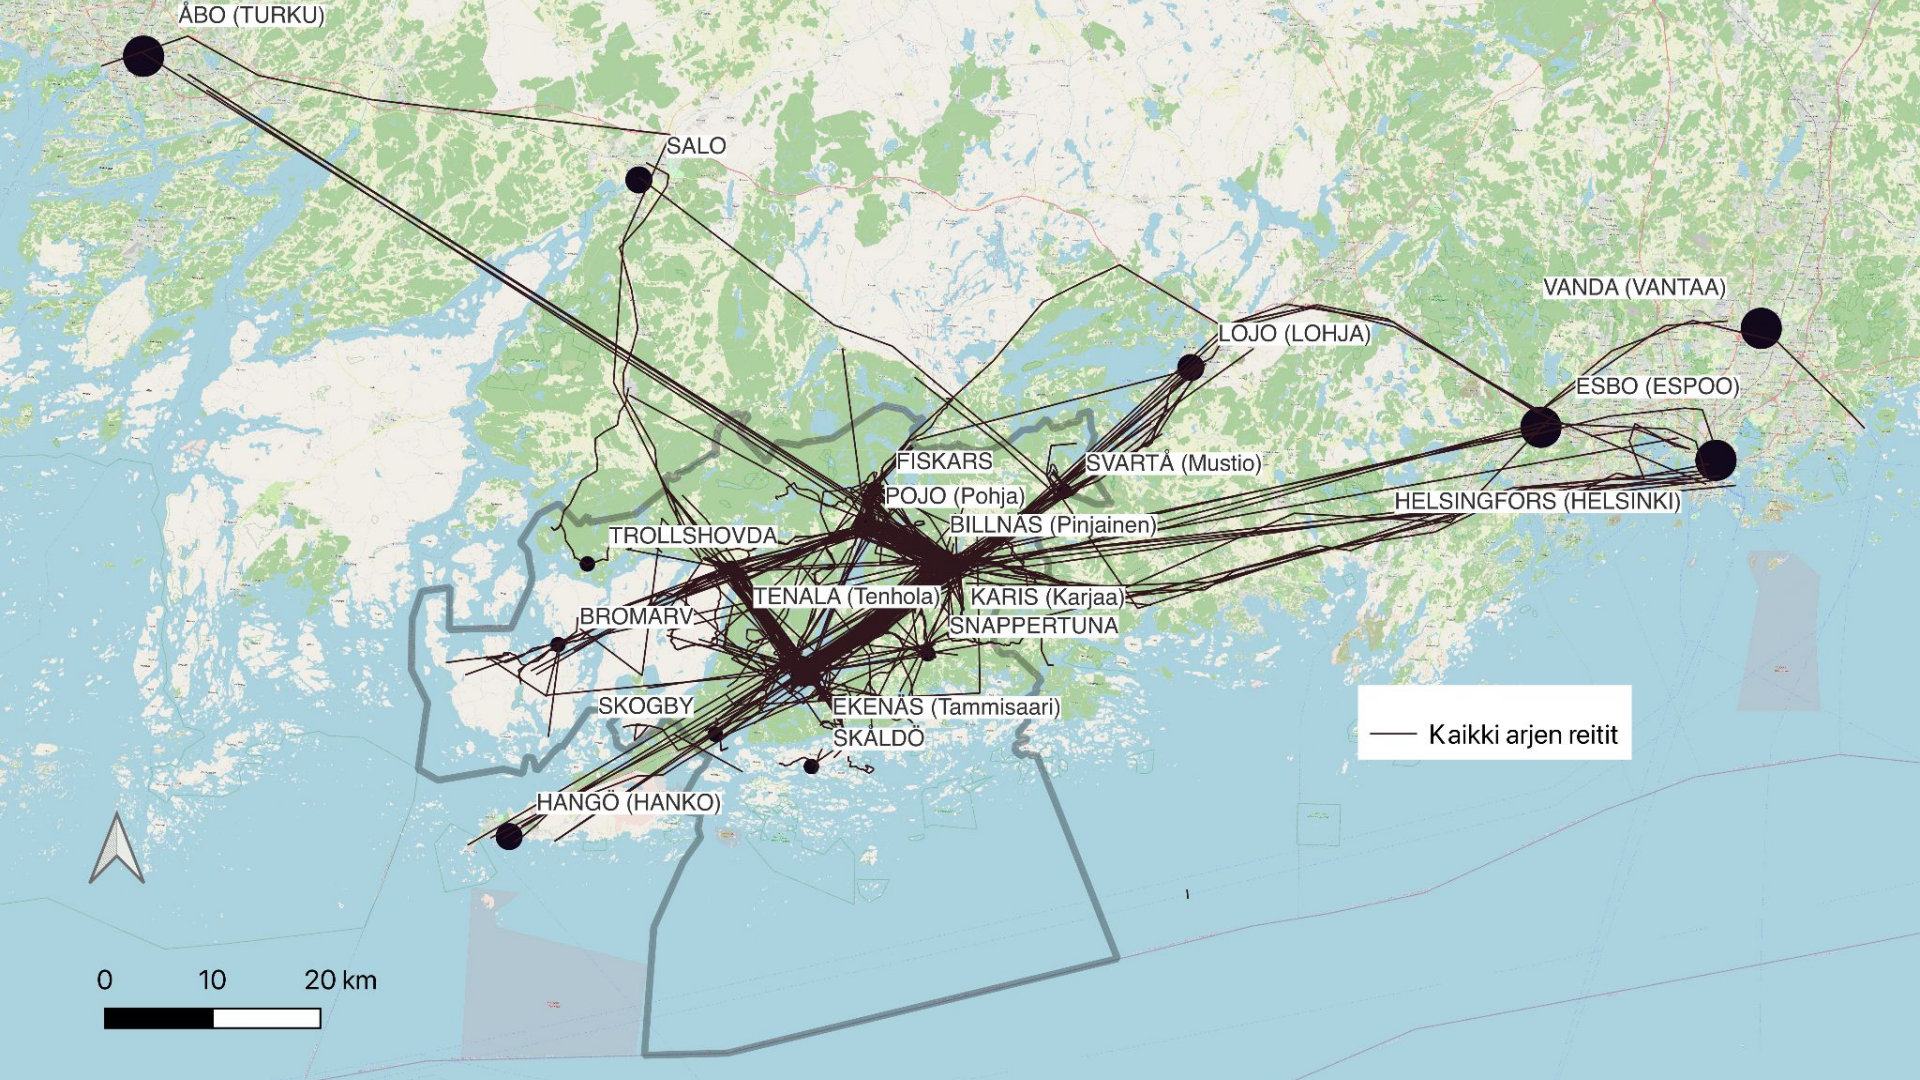 ÅBO (TURKU)
SALO
VANDA (VANTAA)
LOJO (LOHJA)
ESBO (ESPOO)
FISKARS
SVARTÅ (Mustio)
POJO (Pohja)
HELSINGFORS (HELSINKI)
BILLNÄS (Pinjainen)
TROLLSHOVDA
TENALA (Tenhola)
KARIS (Karjaa)
BROMARV
SNAPPERTUNA
SKOGBY
EKENÄS (Tammisaari)
SKÅLDÖ
Kaikki arjen reitit
HANGÖ (HANKO)
0 10 20 km